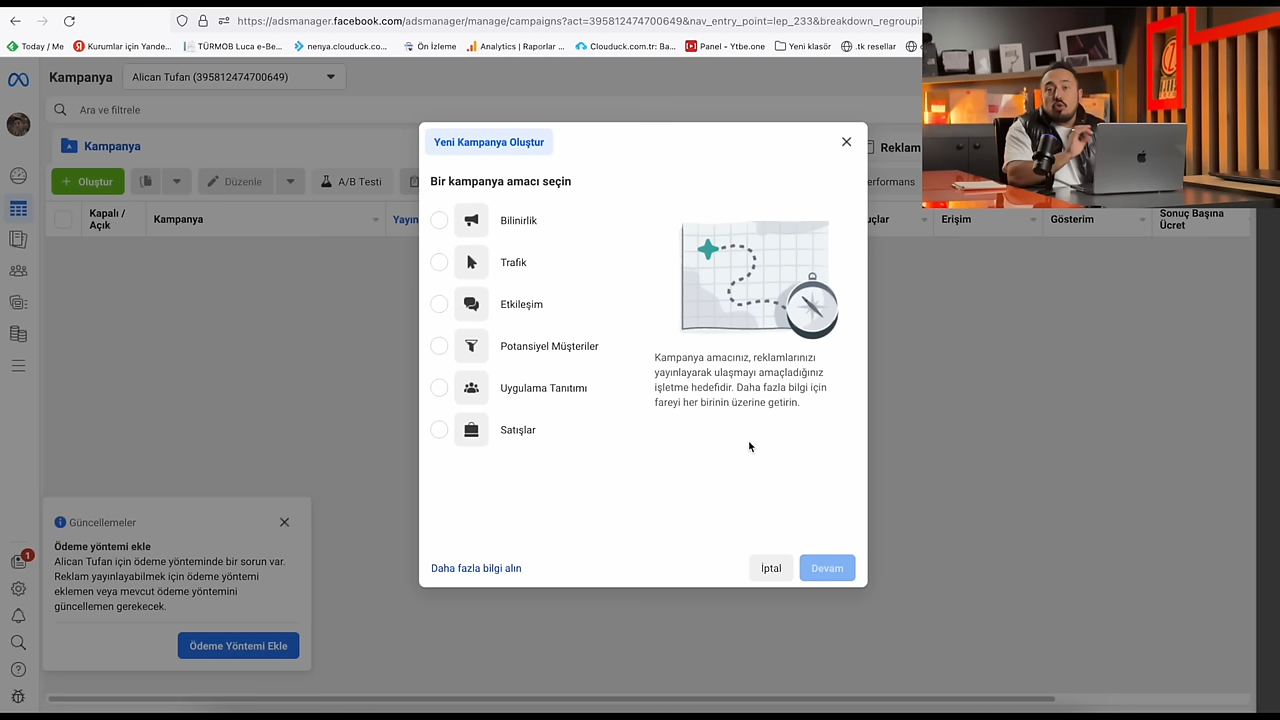 https://adsmanager.facebook.com/adsmanager/manage/campaigns?act=395812474700649&nav_entry_point=lep_233&breakdown_regroupin
Today / Me
Kurumlar için Yande...
TÜRMOB Luca e-Be...
nenya.clouduck.co...
Ön İzleme
Analytics | Raporlar ...
Clouduck.com.tr: Ba...
Panel - Ytbe.one
Yeni klasör
.tk resellar
Kampanya
Alican Tufan (395812474700649)
Ara ve filtrele
Kampanya
Reklam
+ Oluştur
Düzenle
A/B Testi
erformans
Kapalı / Açık
Kampanya
Yayın
uçlar
Erişim
Gösterim
Sonuç Başına Ücret
Yeni Kampanya Oluştur
Bir kampanya amacı seçin
Bilinirlik
Trafik
Etkileşim
Potansiyel Müşteriler
Uygulama Tanıtımı
Satışlar
Kampanya amacınız, reklamlarınızı
yayınlayarak ulaşmayı amaçladığınız
işletme hedefidir. Daha fazla bilgi için
fareyi her birinin üzerine getirin.
Daha fazla bilgi alın
İptal
Devam
Güncellemeler
Ödeme yöntemi ekle
Alican Tufan için ödeme yönteminde bir sorun var.
Reklam yayınlayabilmek için ödeme yöntemi
eklemen veya mevcut ödeme yöntemini
güncellemen gerekecek.
Ödeme Yöntemi Ekle
1